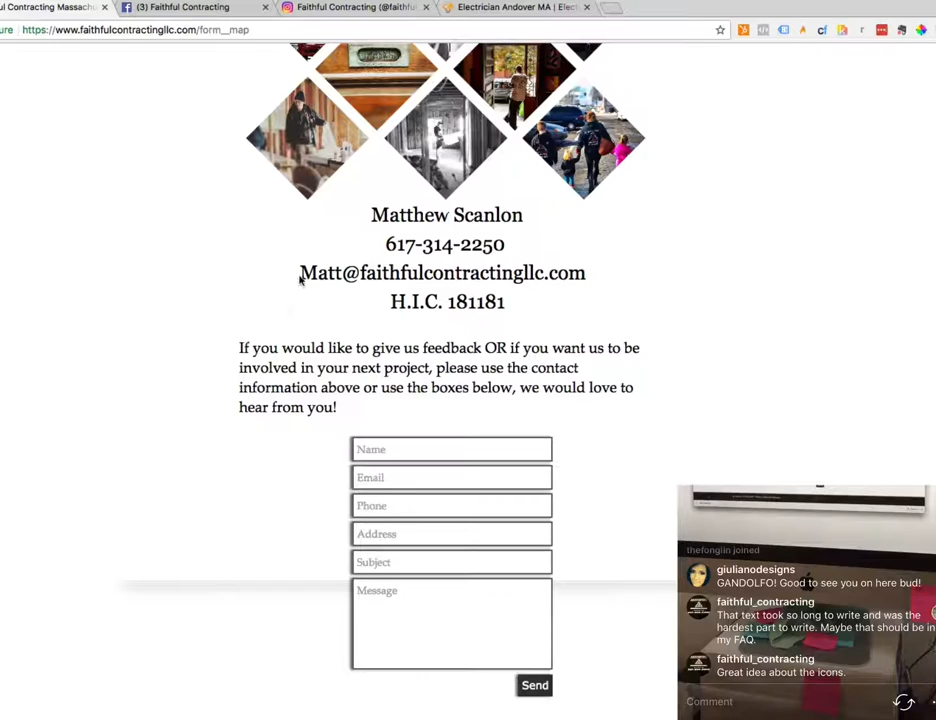 ul Contracting Massachu
(3) Faithful Contracting
Faithful Contracting (@faithfu
Electrician Andover MA | Elect
ure
https://www.faithfulcontractingllc.com/form__map
Matthew Scanlon
617-314-2250
Matt@faithfulcontractingllc.com
H.I.C. 181181
If you would like to give us feedback OR if you want us to be
involved in your next project, please use the contact
information above or use the boxes below, we would love to
hear from you!
Name
Email
Phone
Address
Subject
Message
Send
thefonglin joined
giulianodesigns
GANDOLFO! Good to see you on here bud!
faithful_contracting
That text took so long to write and was the
hardest part to write. Maybe that should be in
my FAQ.
faithful_contracting
Great idea about the icons.
Comment